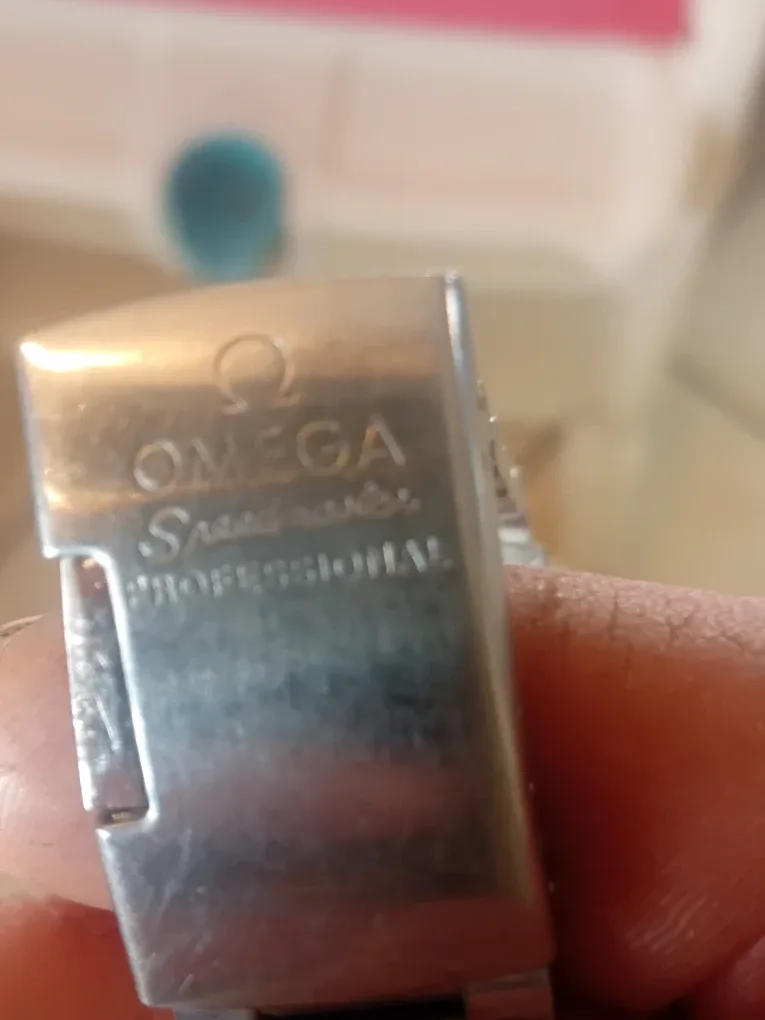 Ω
OMEGA
Speedmaster
PROFESSIONAL